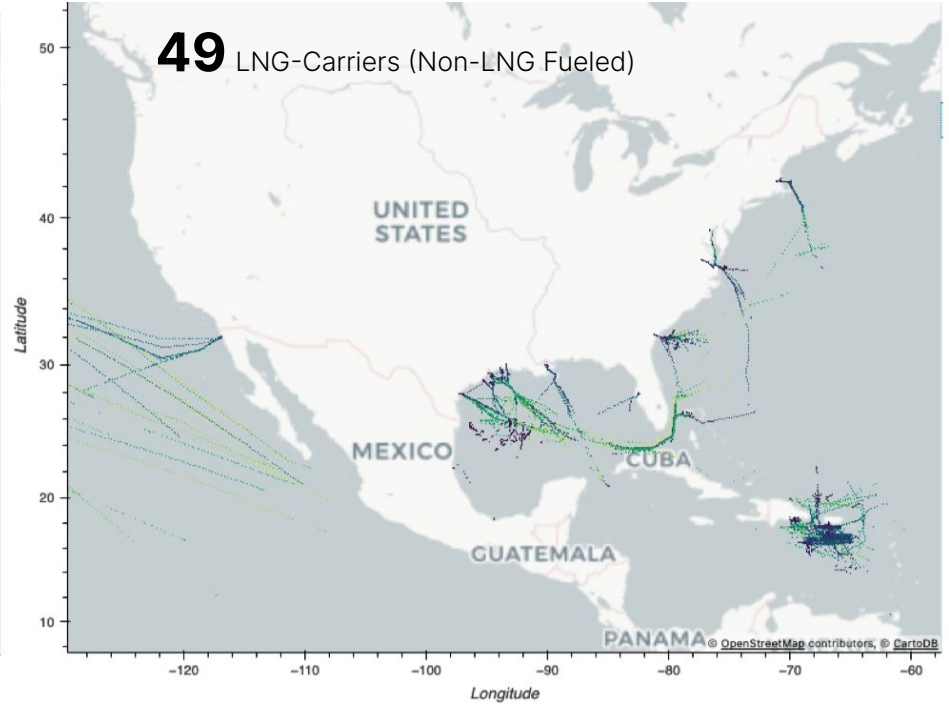 49 LNG-Carriers (Non-LNG Fueled)
50
40
30
20
10
Latitude
UNITED
STATES
MEXICO
CUBA
GUATEMALA
PANAMA
© OpenStreetMap contributors, © CartoDB
−120
−110
−100
−90
−80
−70
−60
Longitude